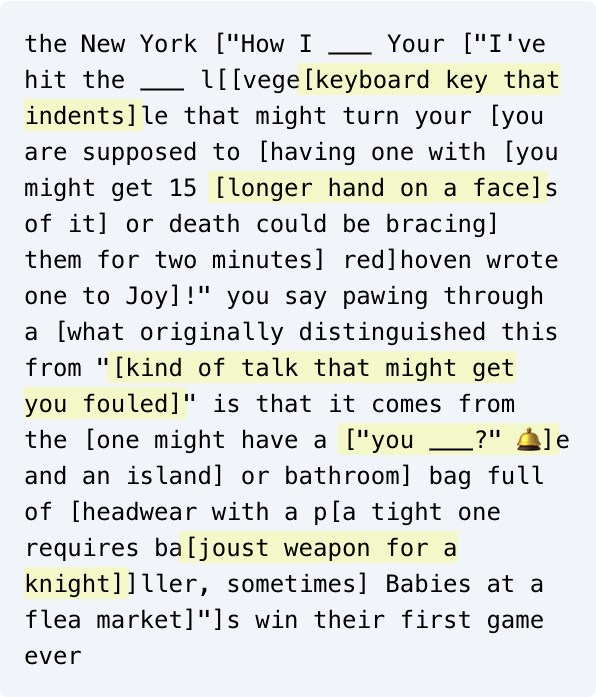 the New York ["How I ___ Your ["I've
hit the ___ l[[vege[keyboard key that
indents]le that might turn your [you
are supposed to [having one with [you
might get 15 [longer hand on a face]s
of it] or death could be bracing]
them for two minutes] red]hoven wrote
one to Joy]!" you say pawing through
a [what originally distinguished this
from "[kind of talk that might get
you fouled]" is that it comes from
the [one might have a ["you ___?" 🛎️]e
and an island] or bathroom] bag full
of [headwear with a p[a tight one
requires ba[joust weapon for a
knight]]ller, sometimes] Babies at a
flea market]"]s win their first game
ever